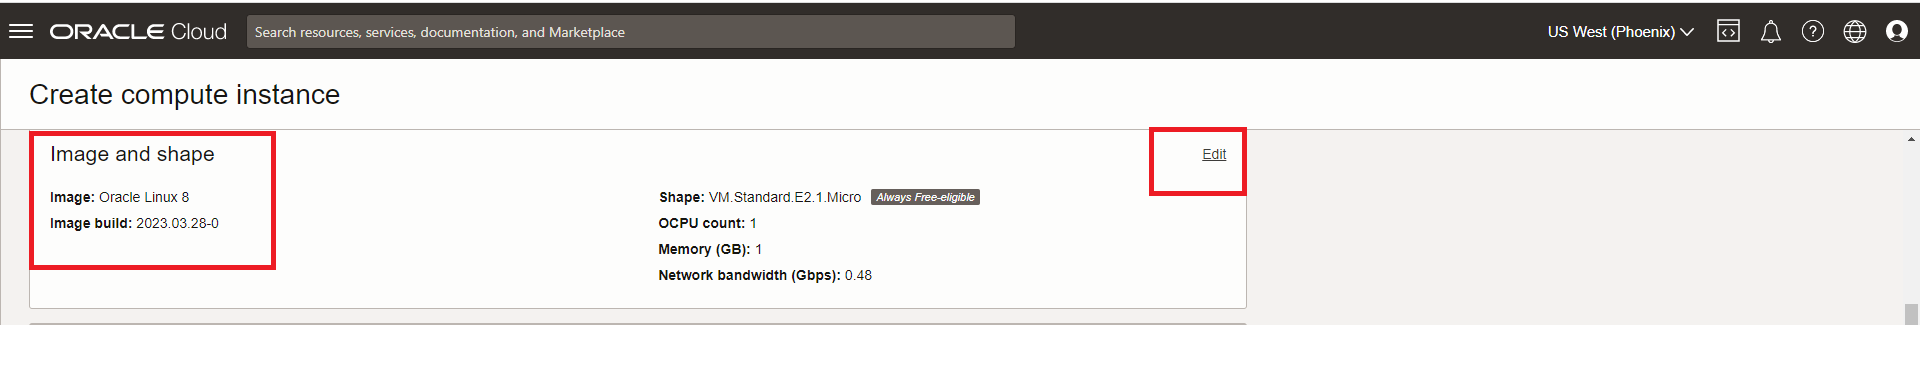 ORACLE Cloud
Search resources, services, documentation, and Marketplace
US West (Phoenix)
Create compute instance
Image and shape
Edit
Image: Oracle Linux 8
Image build: 2023.03.28-0
Shape: VM.Standard.E2.1.Micro Always Free-eligible
OCPU count: 1
Memory (GB): 1
Network bandwidth (Gbps): 0.48